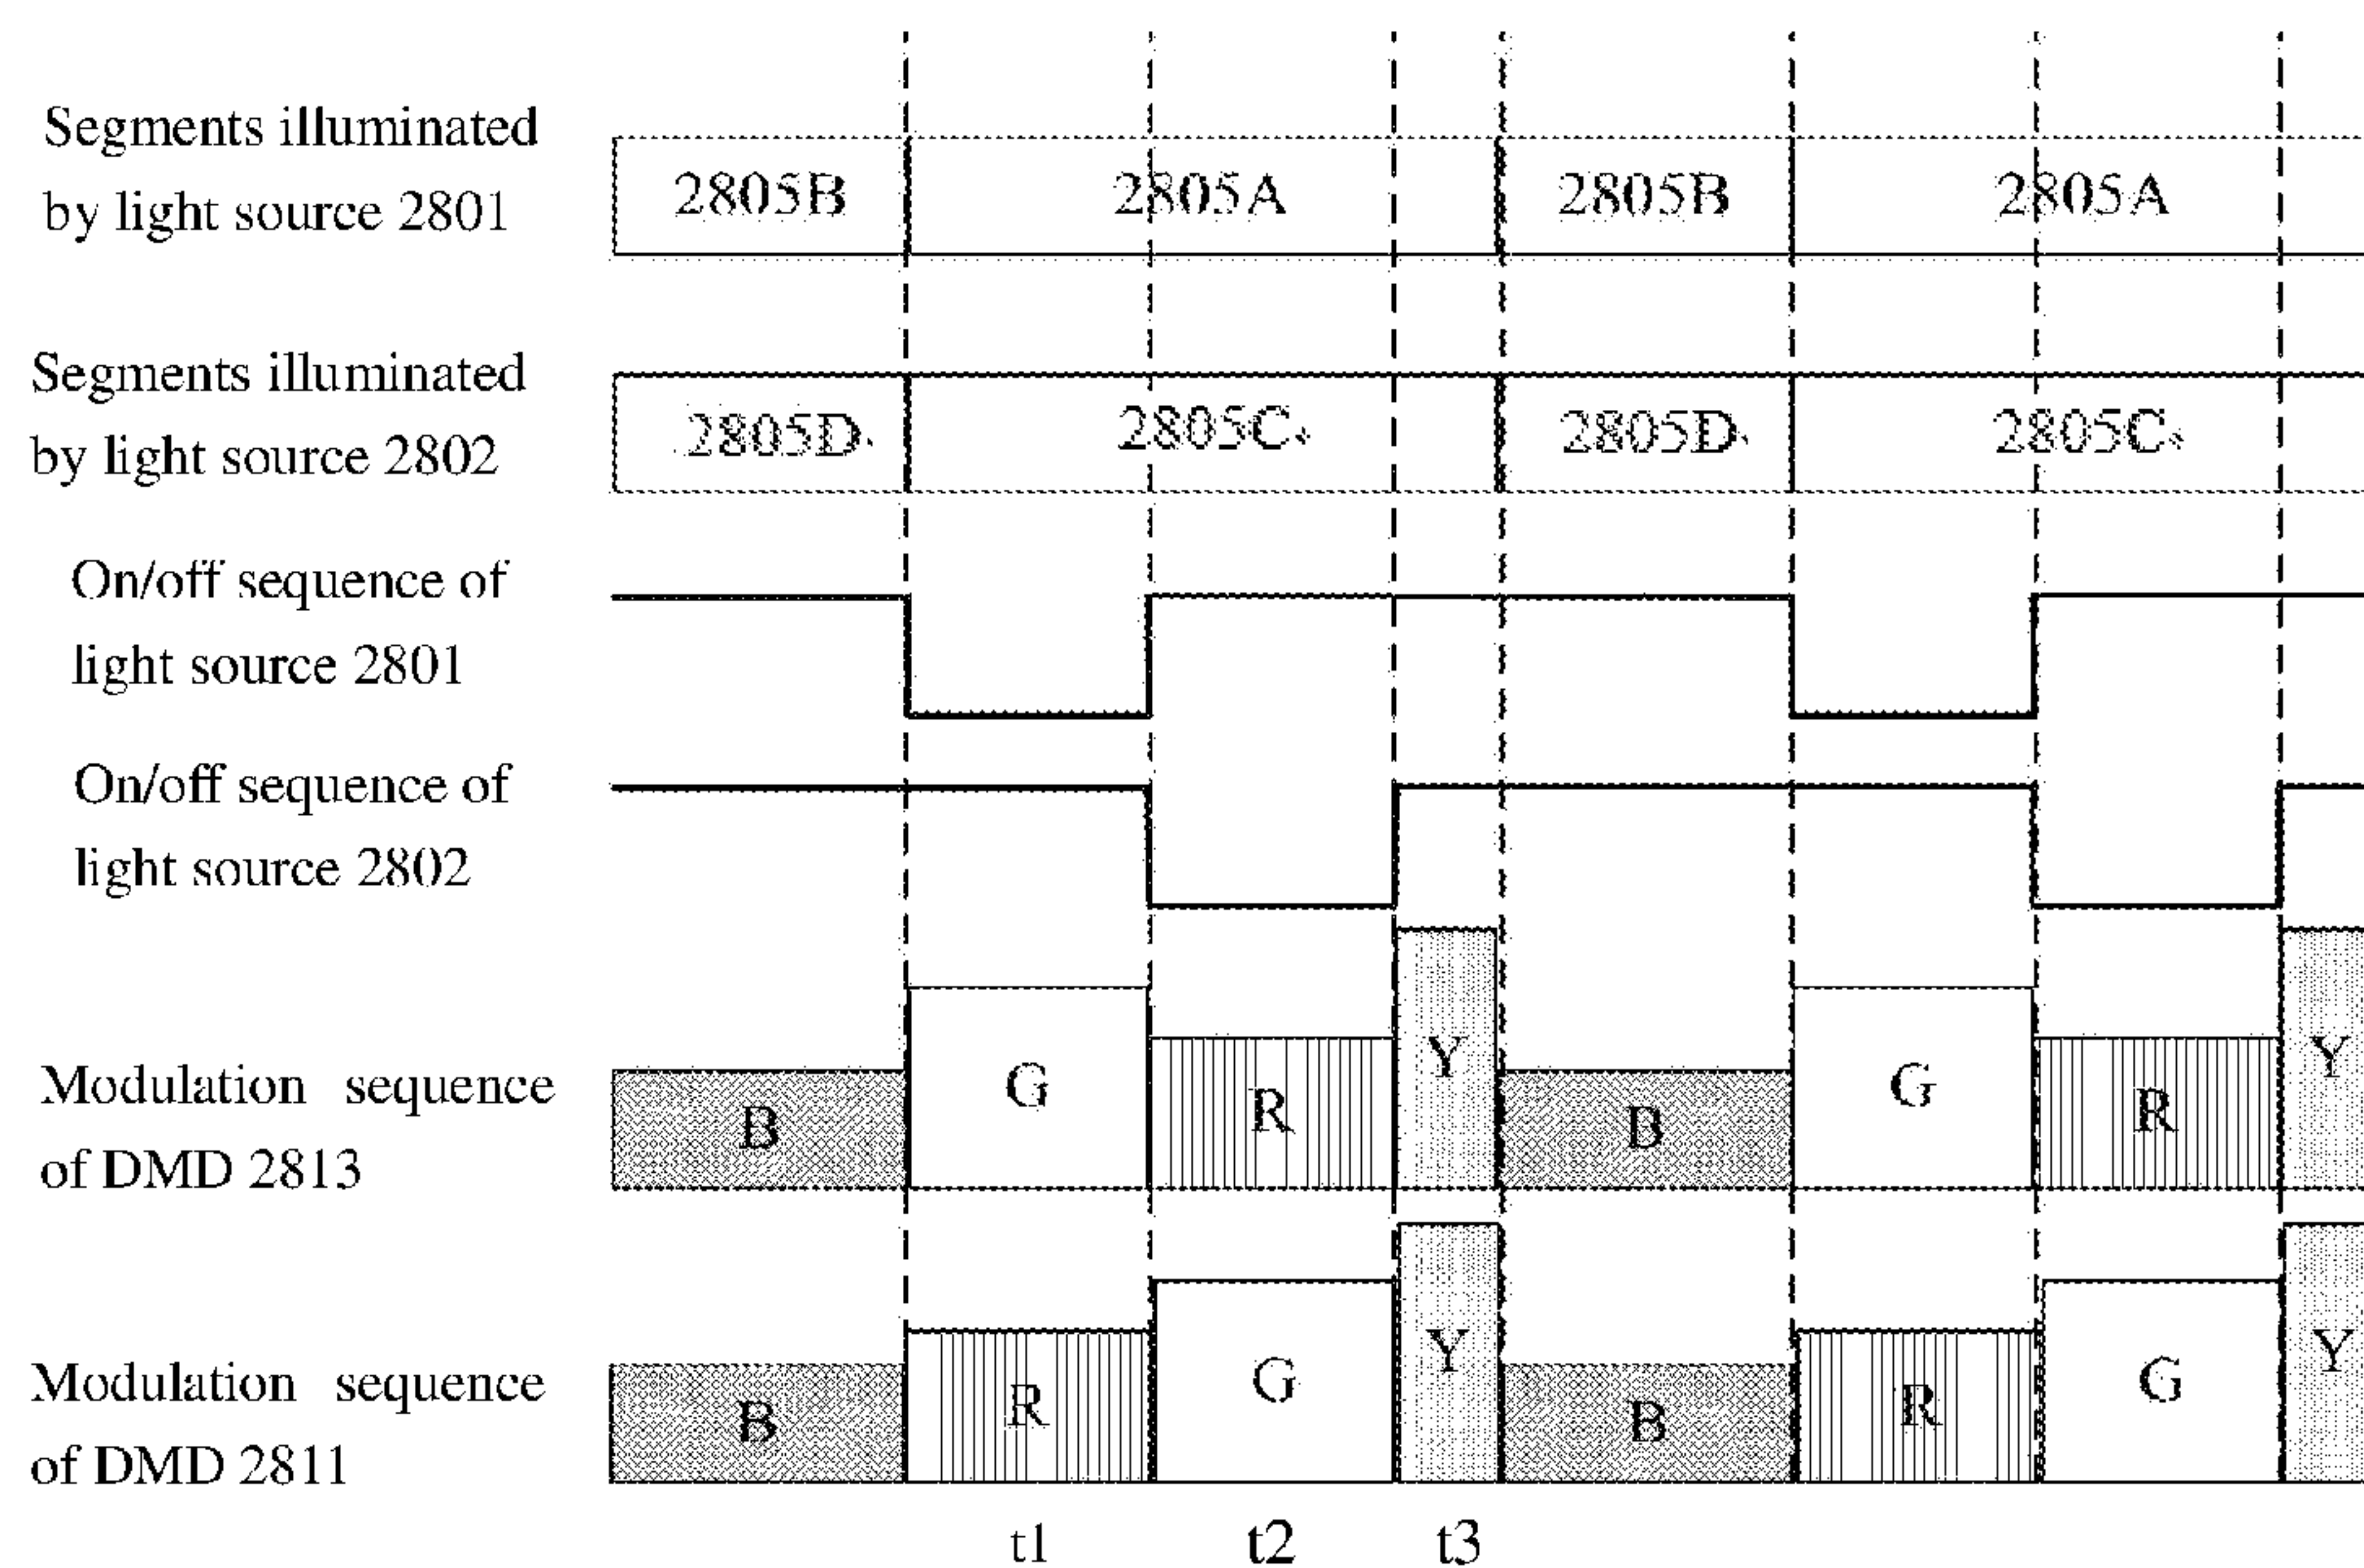 Segments illuminated
by light source 2801
2805B 2805A 2805B 2805A
Segments illuminated
by light source 2802
2805D 2805C 2805D 2805C
On/off sequence of
light source 2801
On/off sequence of
light source 2802
Modulation sequence
of DMD 2813
B G R Y B G R Y
Modulation sequence
of DMD 2811
B R G Y B R G Y
t1 t2 t3